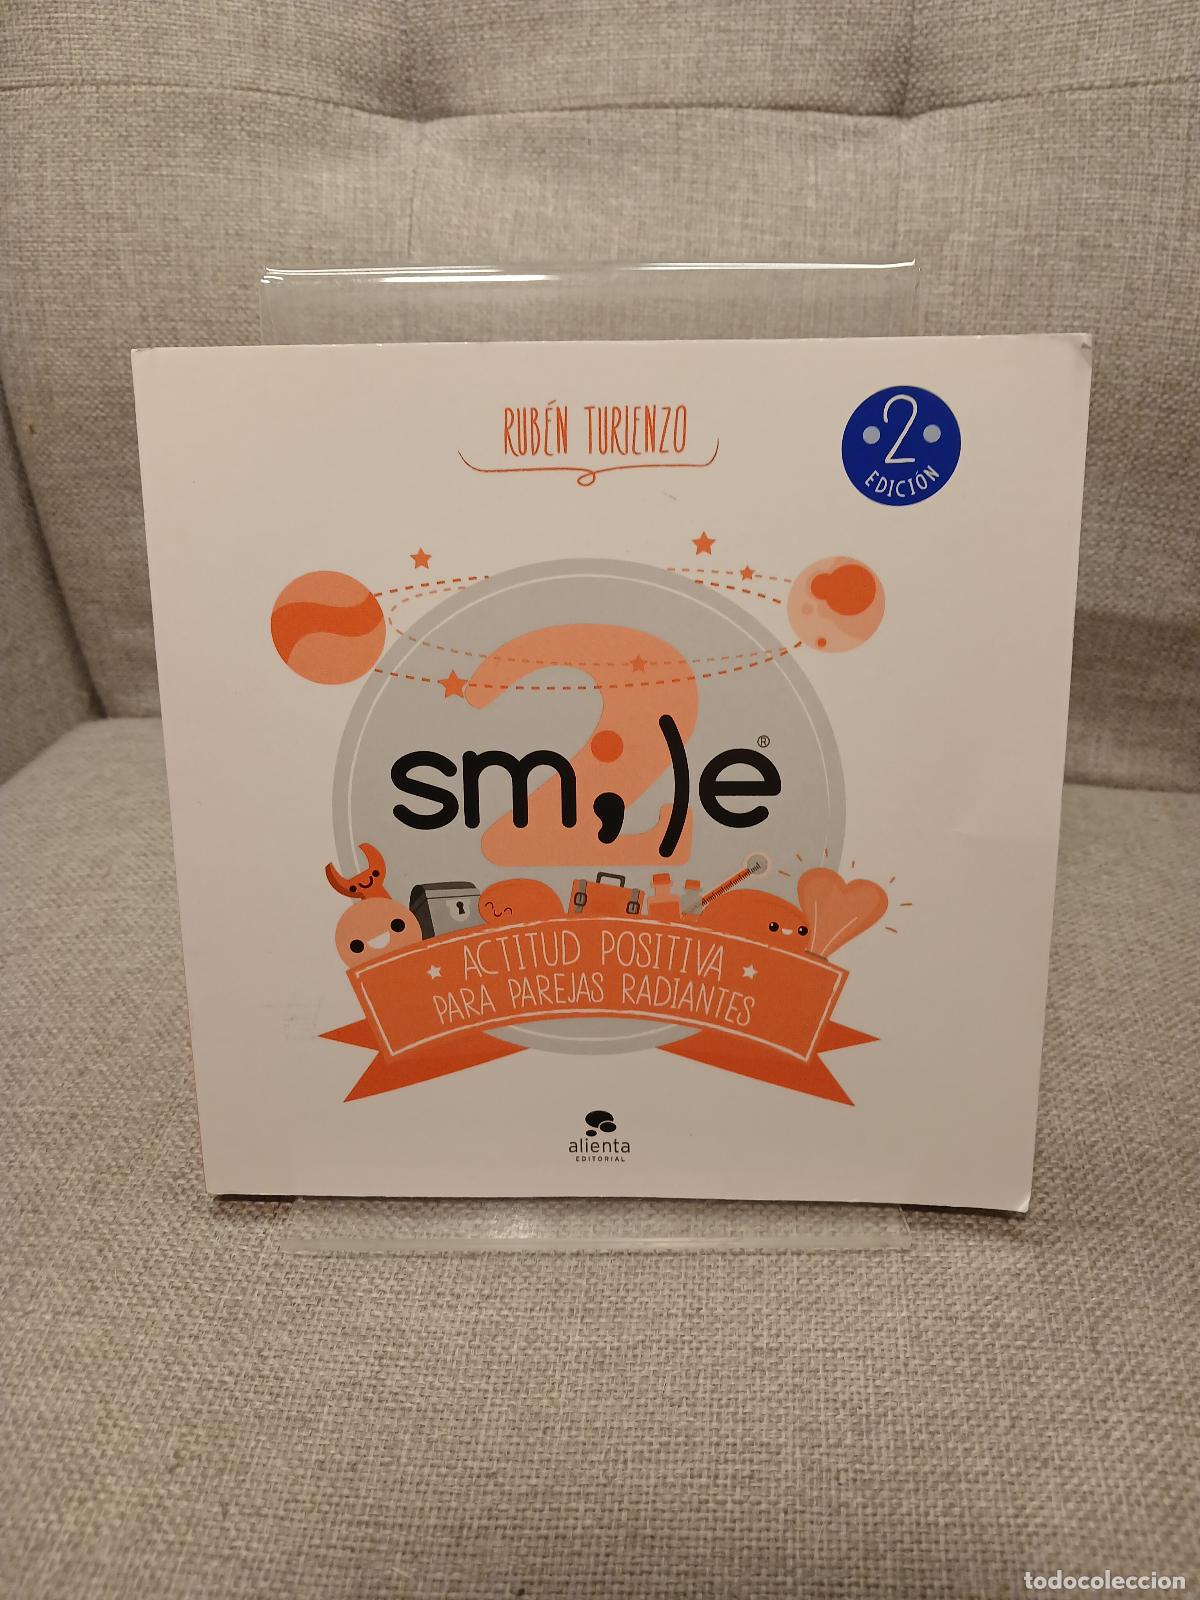 RUBÉN TURIENZO
2
EDICIÓN
2
sm;)e®
ACTITUD POSITIVA
PARA PAREJAS RADIANTES
alienta
EDITORIAL
todocoleccion